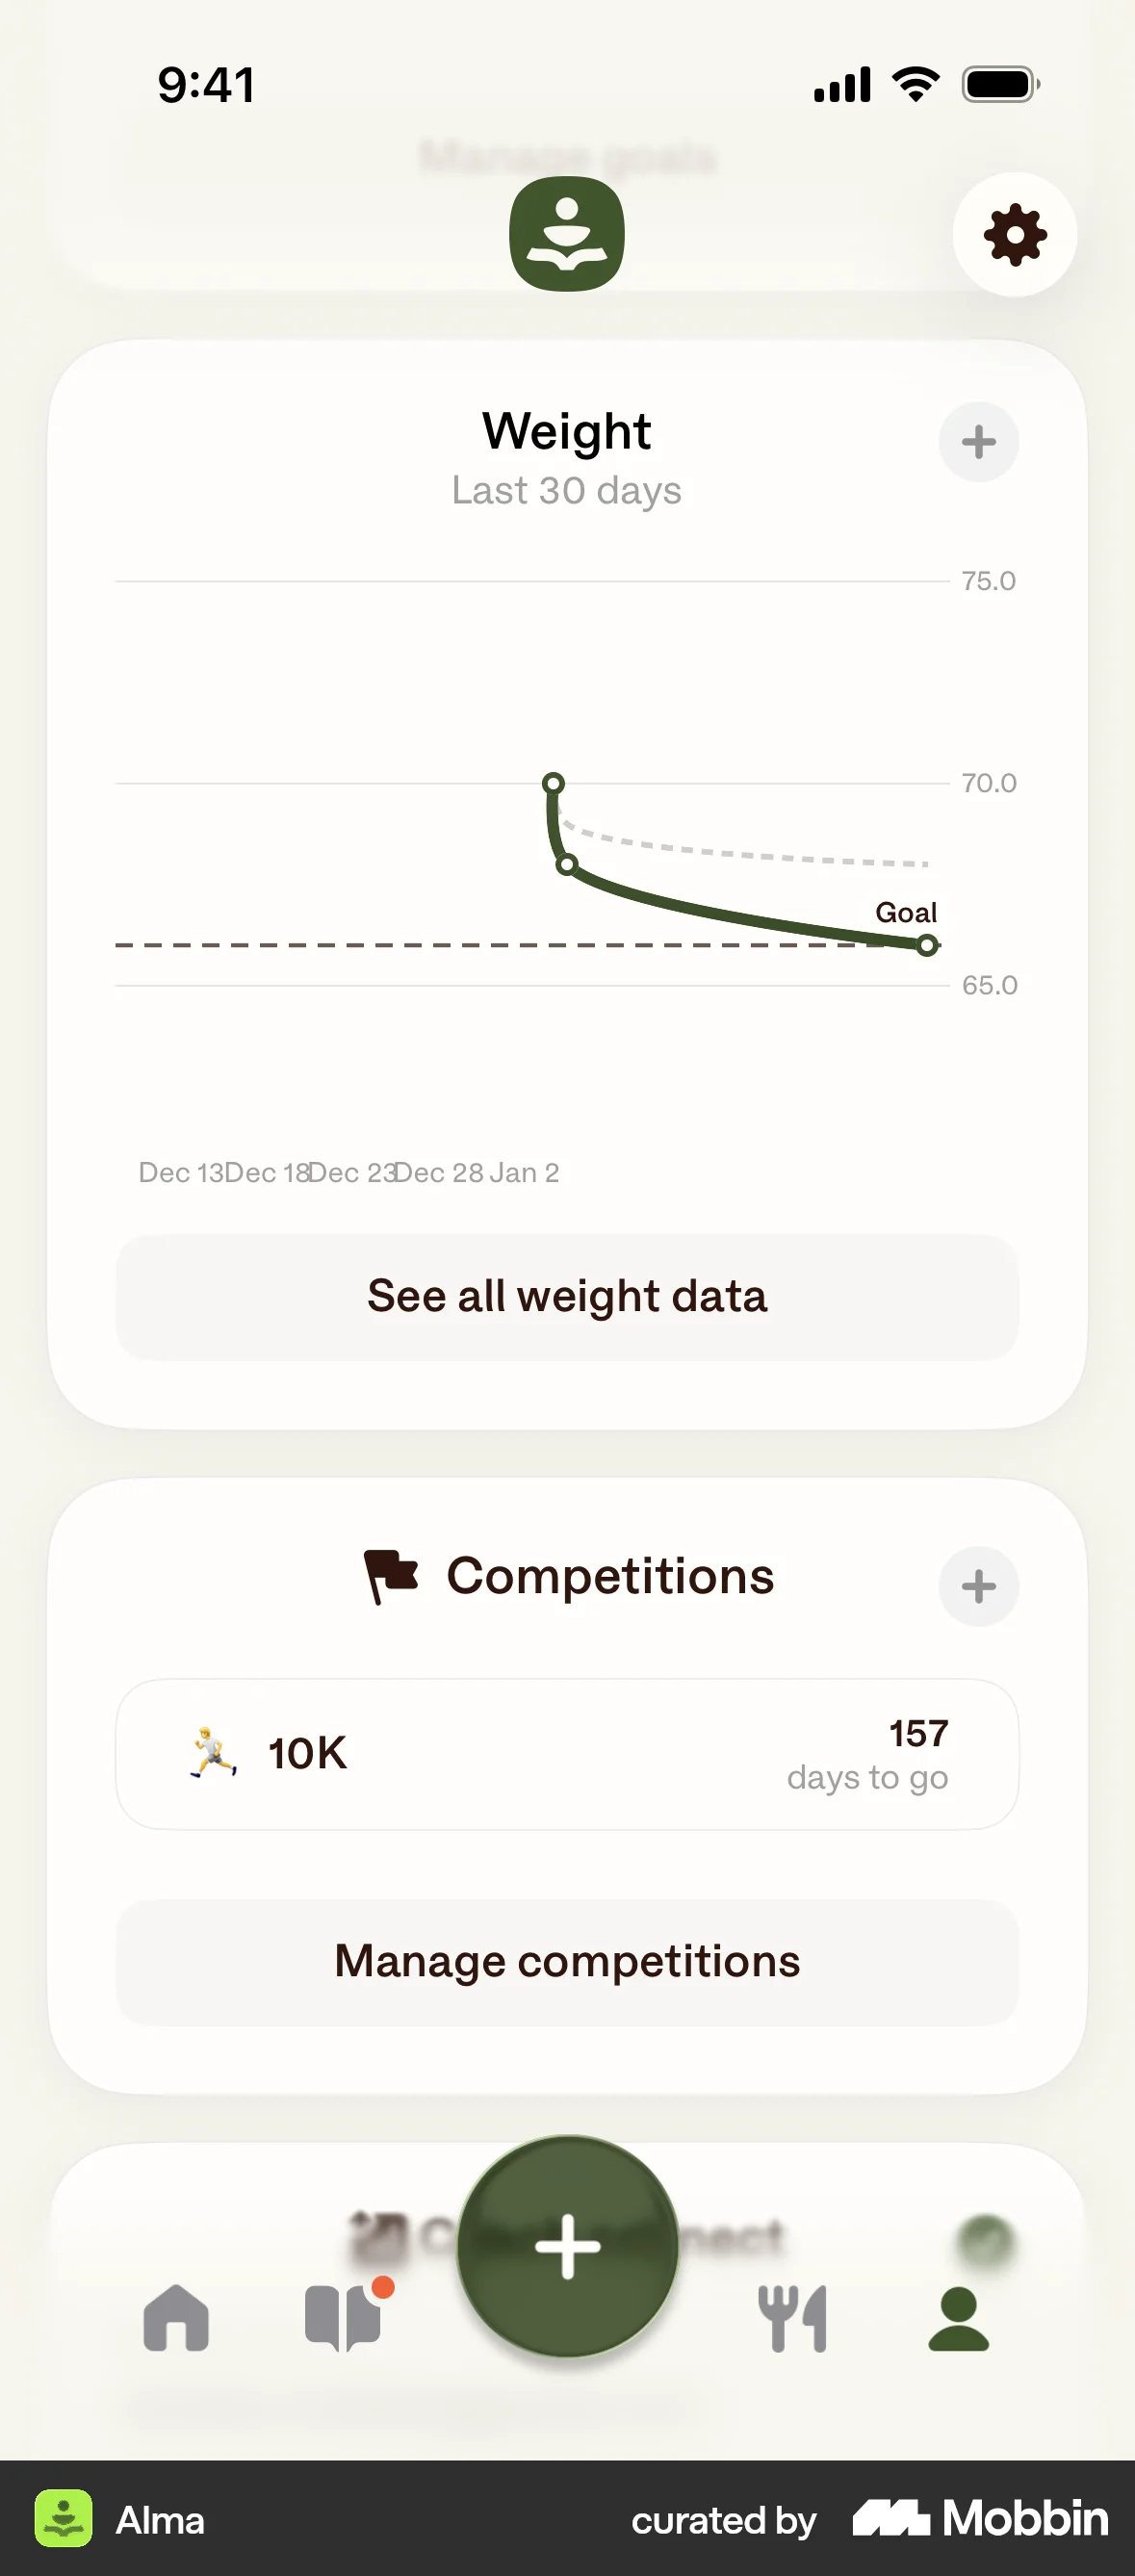 9:41
Manage goals
Weight
Last 30 days
75.0
70.0
Goal
65.0
Dec 13 Dec 18 Dec 23 Dec 28 Jan 2
See all weight data
Competitions
10K
157
days to go
Manage competitions
Alma
curated by Mobbin